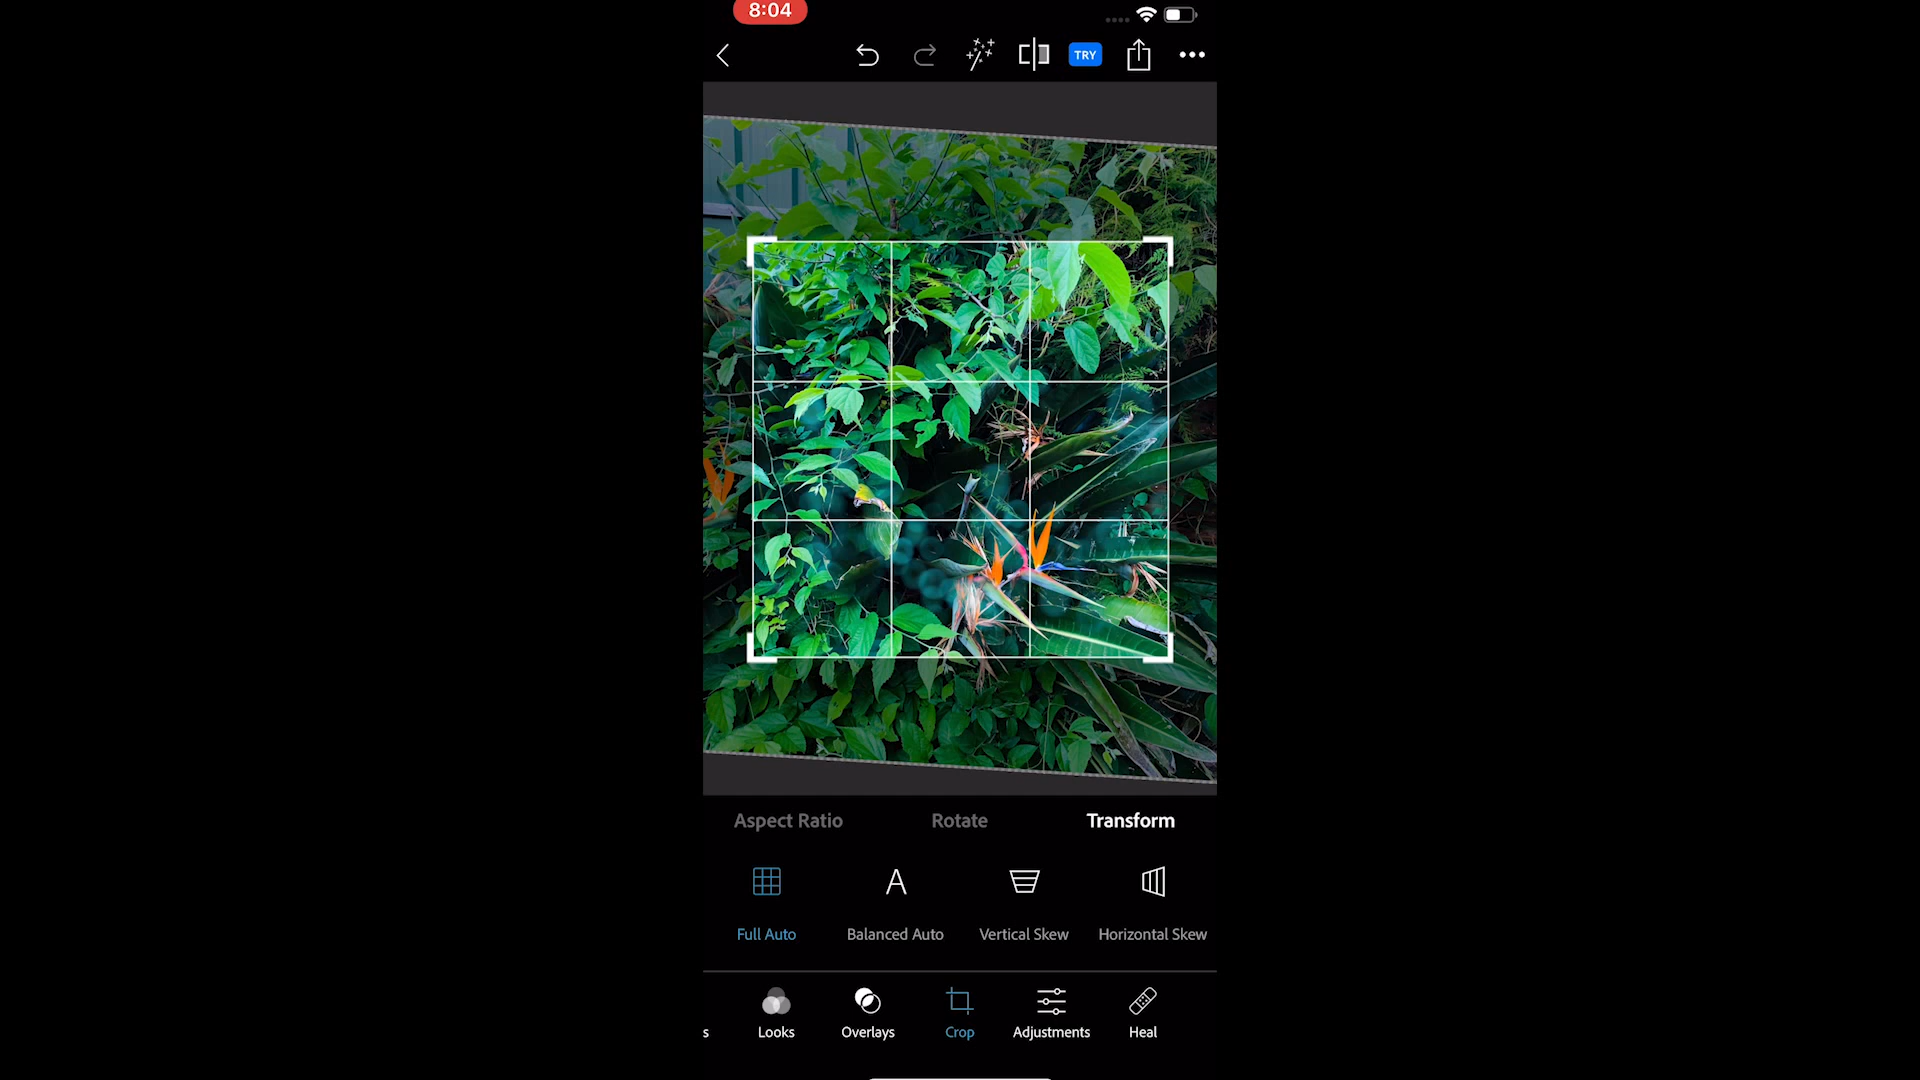 8:04
TRY
Aspect Ratio Rotate Transform
A
Full Auto Balanced Auto Vertical Skew Horizontal Skew
s Looks Overlays Crop Adjustments Heal